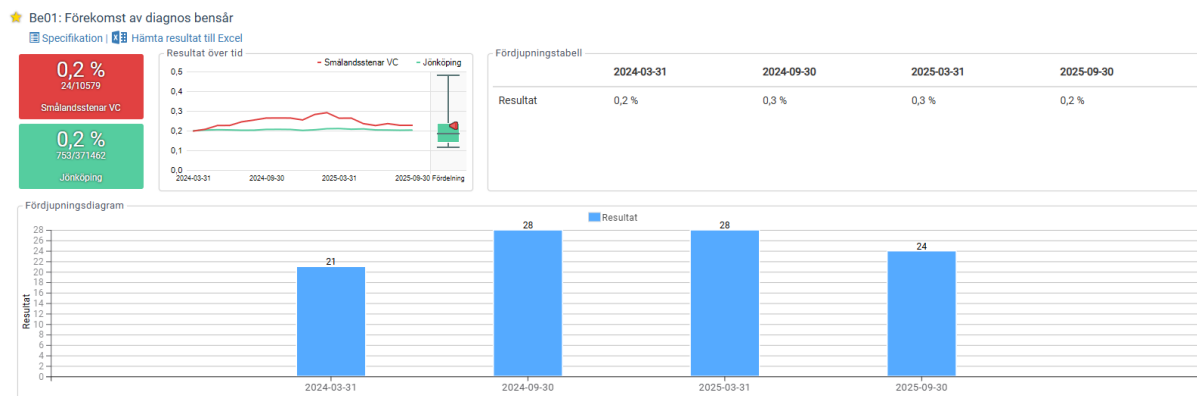 Be01: Förekomst av diagnos bensår
Specifikation | Hämta resultat till Excel
0,2 %
24/10579
Smålandsstenar VC
0,2 %
753/371462
Jönköping
Resultat över tid
Smålandsstenar VC Jönköping
0,5
0,4
0,3
0,2
0,1
0,0
2024-03-31 2024-09-30 2025-03-31 2025-09-30 Fördelning
Fördjupningstabell
2024-03-31 2024-09-30 2025-03-31 2025-09-30
Resultat 0,2 % 0,3 % 0,3 % 0,2 %
Fördjupningsdiagram
Resultat
Resultat
28
26
24
22
20
18
16
14
12
10
8
6
4
2
0
21
28
28
24
2024-03-31 2024-09-30 2025-03-31 2025-09-30